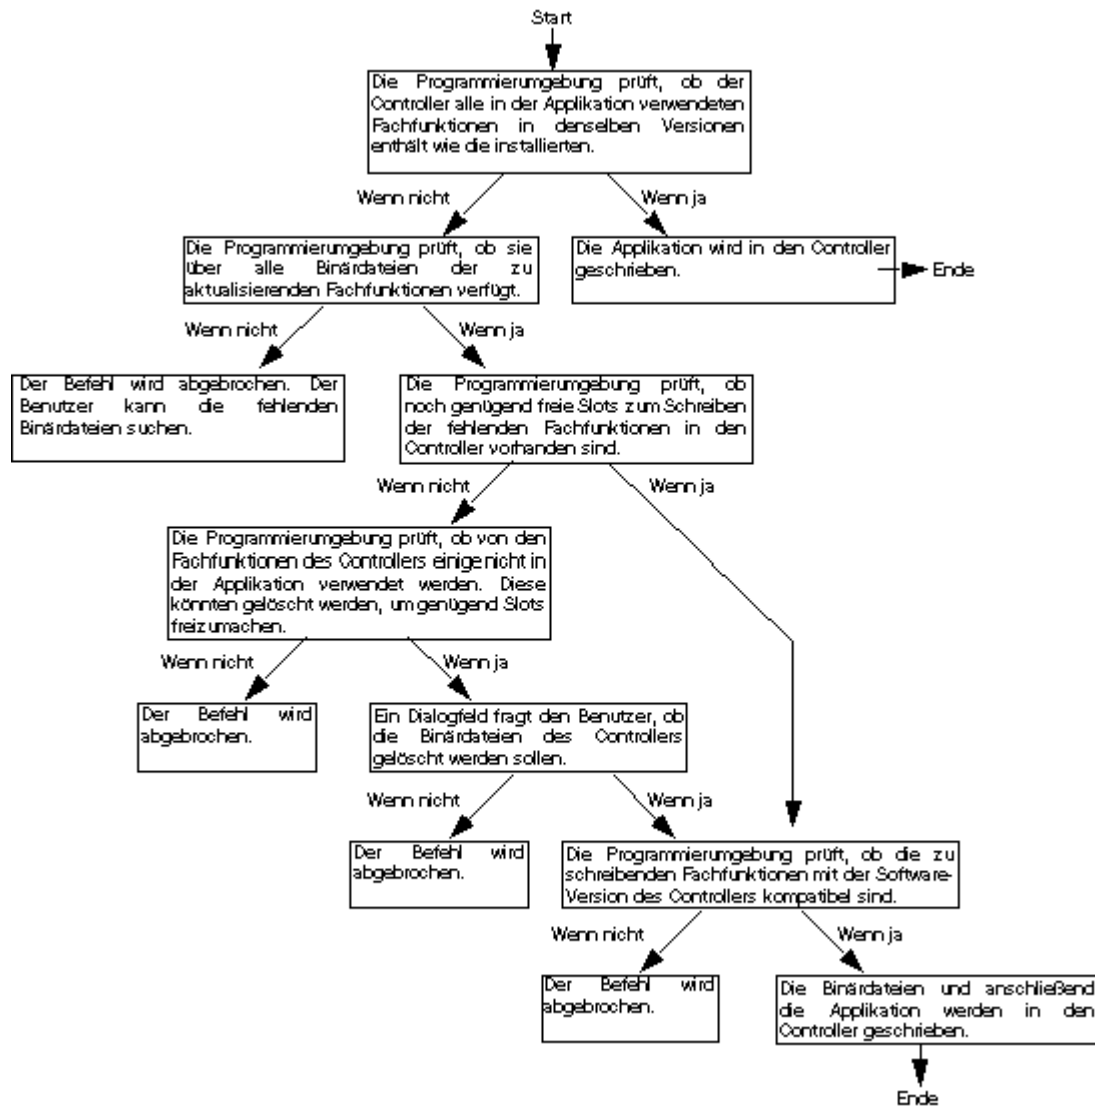 Start
Die Programmierumgebung prüft, ob der
Controller alle in der Applikation verwendeten
Fachfunktionen in denselben Versionen
enthält wie die installierten.
Wenn nicht
Wenn ja
Die Programmierumgebung prüft, ob sie
über alle Binärdateien der zu
aktualisierenden Fachfunktionen verfügt.
Die Applikation wird in den Controller
geschrieben.
Ende
Wenn nicht
Wenn ja
Der Befehl wird abgebrochen. Der
Benutzer kann die fehlenden
Binärdateien suchen.
Die Programmierumgebung prüft, ob
noch genügend freie Slots zum Schreiben
der fehlenden Fachfunktionen in den
Controller vorhanden sind.
Wenn nicht
Wenn ja
Die Programmierumgebung prüft, ob von den
Fachfunktionen des Controllers einige nicht in
der Applikation verwendet werden. Diese
könnten gelöscht werden, um genügend Slots
freizumachen.
Wenn nicht
Wenn ja
Der Befehl wird
abgebrochen.
Ein Dialogfeld fragt den Benutzer, ob
die Binärdateien des Controllers
gelöscht werden sollen.
Wenn nicht
Wenn ja
Der Befehl wird
abgebrochen.
Die Programmierumgebung prüft, ob die zu
schreibenden Fachfunktionen mit der Software-
Version des Controllers kompatibel sind.
Wenn nicht
Wenn ja
Der Befehl wird
abgebrochen.
Die Binärdateien und anschließend
die Applikation werden in den
Controller geschrieben.
Ende